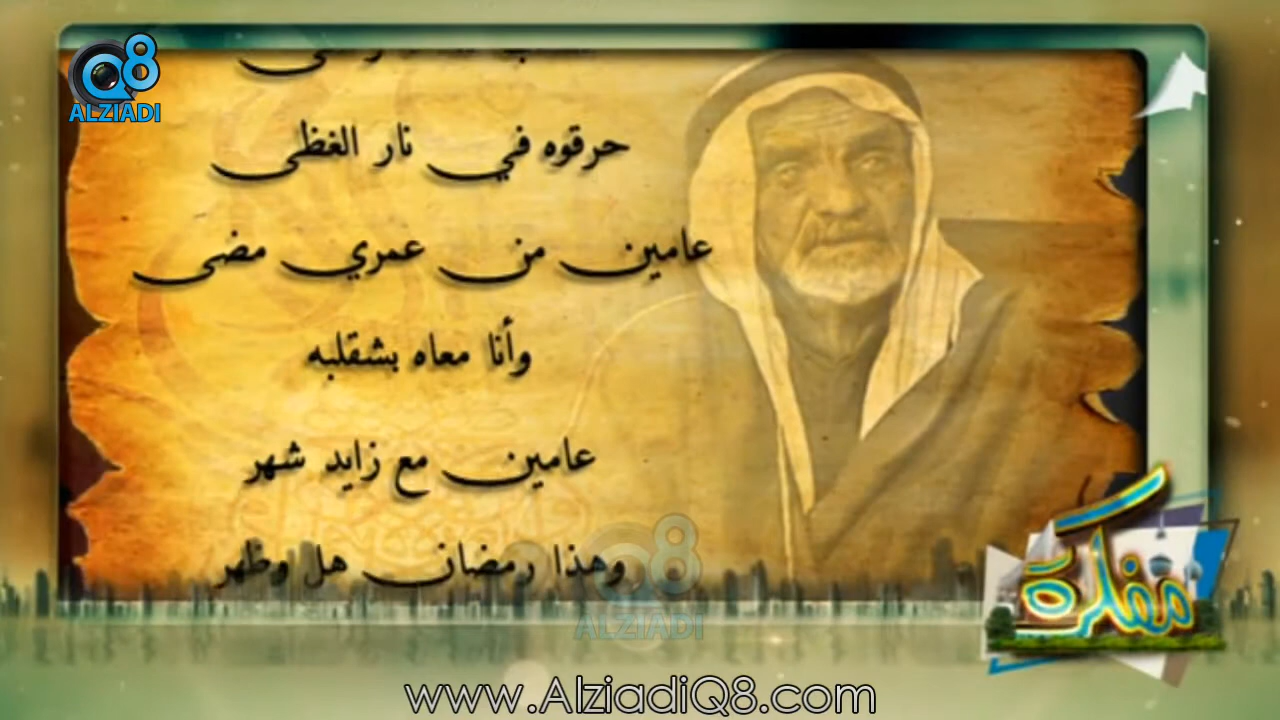 Q8
ALZIADI
حرقوه في نار الغظى
عامين من عمري مضى
وأنا معاه بشقلبه
عامين مع زايد شهر
وهذا رمضان هل وظهر
Q8
ALZIADI
مفكرة
www.AlziadiQ8.com